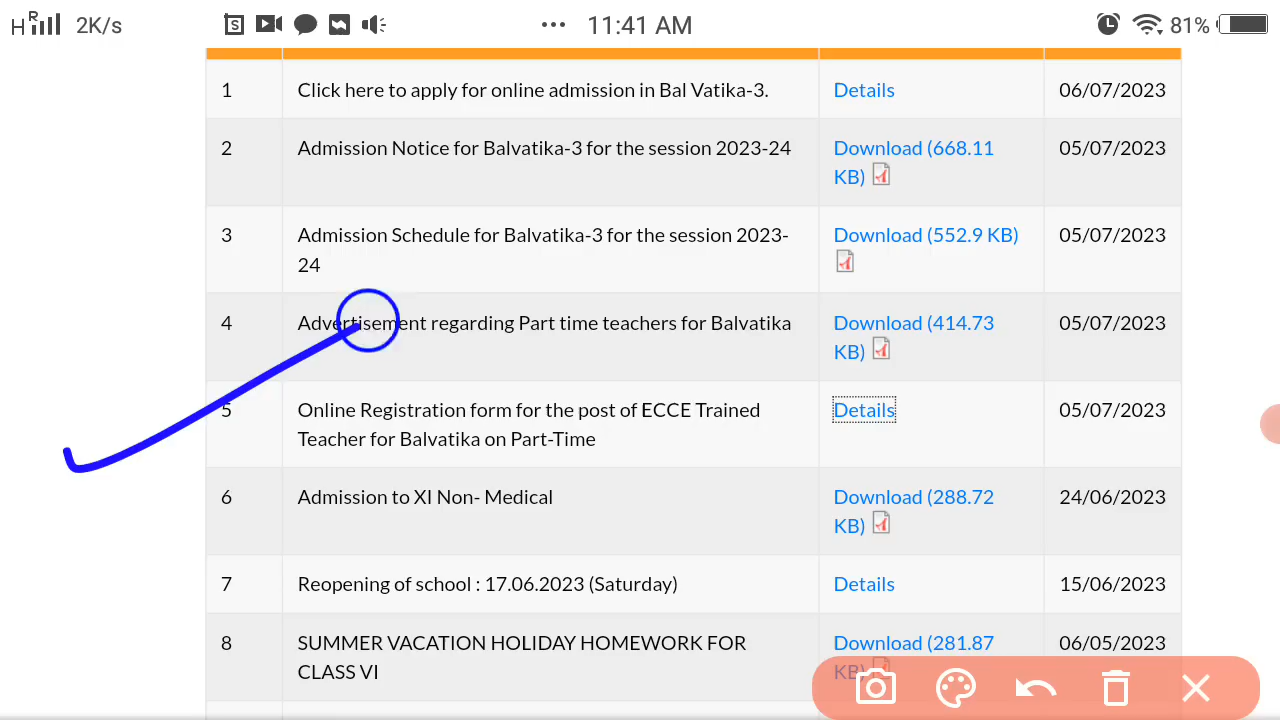 H R 2K/s S ... 11:41 AM 81%
1 Click here to apply for online admission in Bal Vatika-3. Details 06/07/2023
2 Admission Notice for Balvatika-3 for the session 2023-24 Download (668.11 05/07/2023
KB)
3 Admission Schedule for Balvatika-3 for the session 2023- Download (552.9 KB) 05/07/2023
24
4 Advertisement regarding Part time teachers for Balvatika Download (414.73 05/07/2023
KB)
5 Online Registration form for the post of ECCE Trained Details 05/07/2023
Teacher for Balvatika on Part-Time
6 Admission to XI Non- Medical Download (288.72 24/06/2023
KB)
7 Reopening of school : 17.06.2023 (Saturday) Details 15/06/2023
8 SUMMER VACATION HOLIDAY HOMEWORK FOR Download (281.87 06/05/2023
CLASS VI KB)